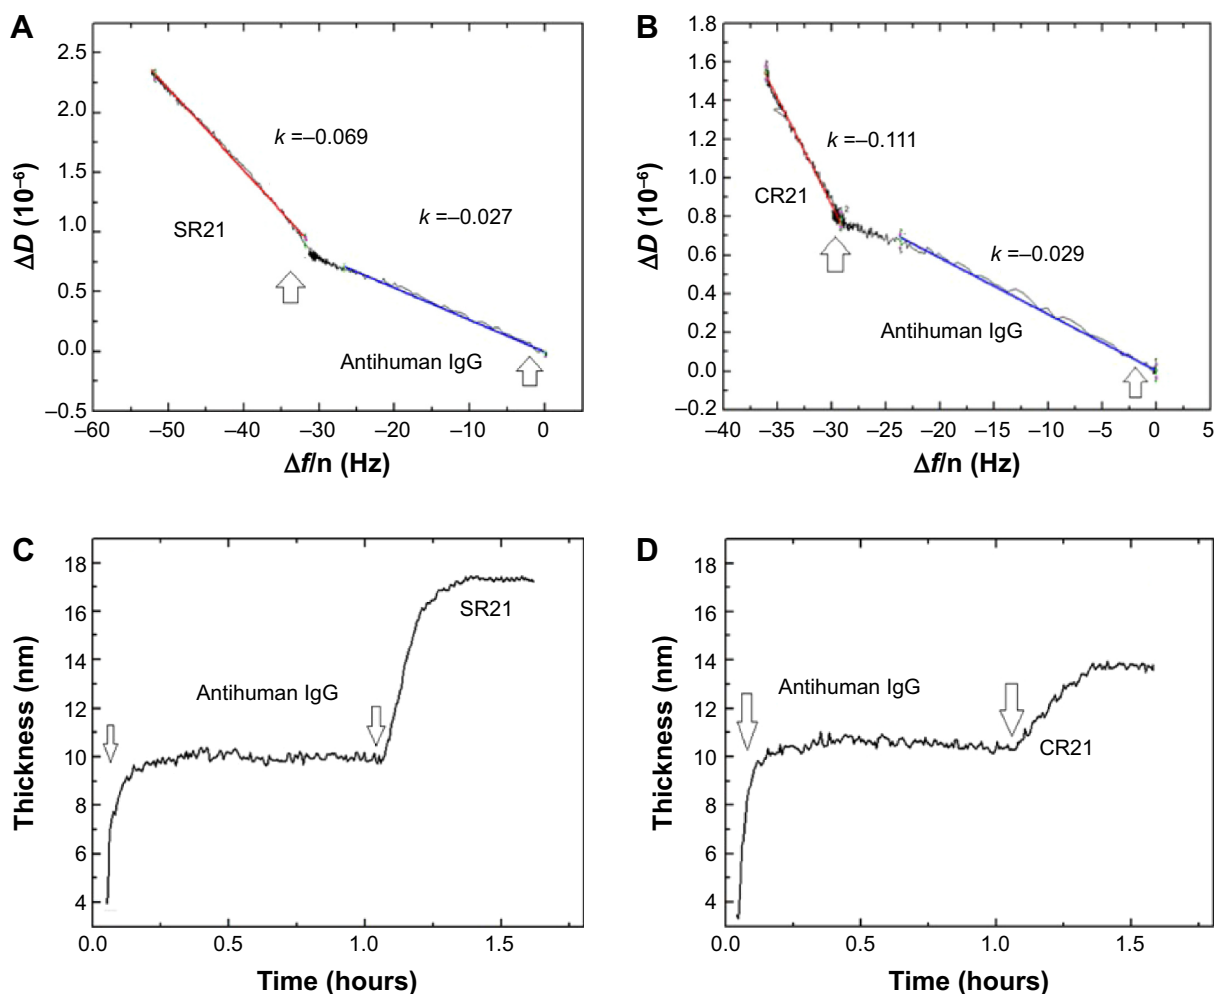 A
2.5
2.0
1.5
1.0
0.5
0.0
–0.5
ΔD (10⁻⁶)
k =–0.069
k =–0.027
SR21
Antihuman IgG
–60 –50 –40 –30 –20 –10 0
Δf/n (Hz)
B
1.8
1.6
1.4
1.2
1.0
0.8
0.6
0.4
0.2
0.0
–0.2
ΔD (10⁻⁶)
k =–0.111
CR21
k =–0.029
Antihuman IgG
–40 –35 –30 –25 –20 –15 –10 –5 0 5
Δf/n (Hz)
C
18
16
14
12
10
8
6
4
Thickness (nm)
SR21
Antihuman IgG
0.0 0.5 1.0 1.5
Time (hours)
D
18
16
14
12
10
8
6
4
Thickness (nm)
Antihuman IgG
CR21
0.0 0.5 1.0 1.5
Time (hours)